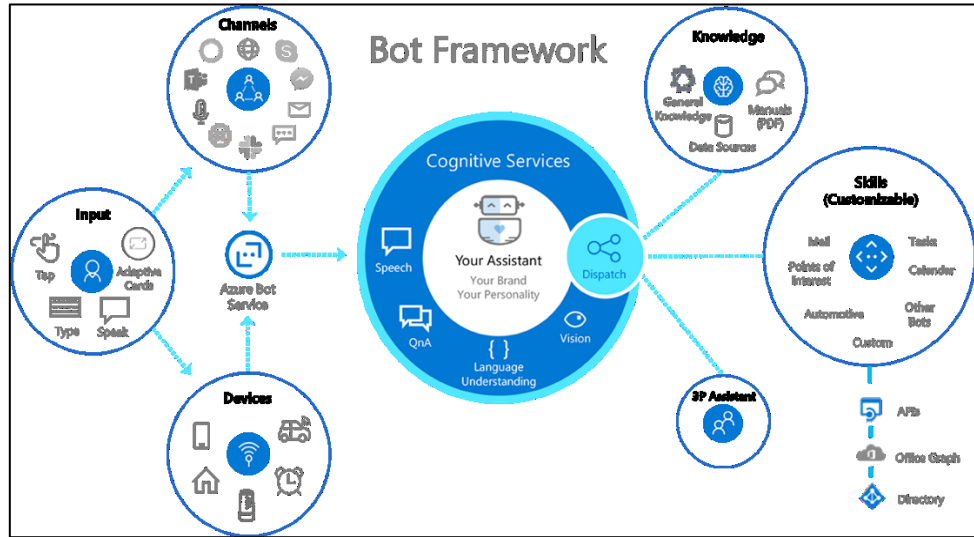 Bot Framework
Channels
Input
Tap
Adaptive
Cards
Type
Speak
Azure Bot
Service
Devices
Cognitive Services
Speech
Your Assistant
Your Brand
Your Personality
QnA
Language
Understanding
Vision
Dispatch
Knowledge
General
Knowledge
Manuals
(PDF)
Data Sources
Skills
(Customizable)
Mail
Tasks
Points of
Interest
Calendar
Automotive
Other
Bots
Custom
3P Assistant
APIs
Office Graph
Directory